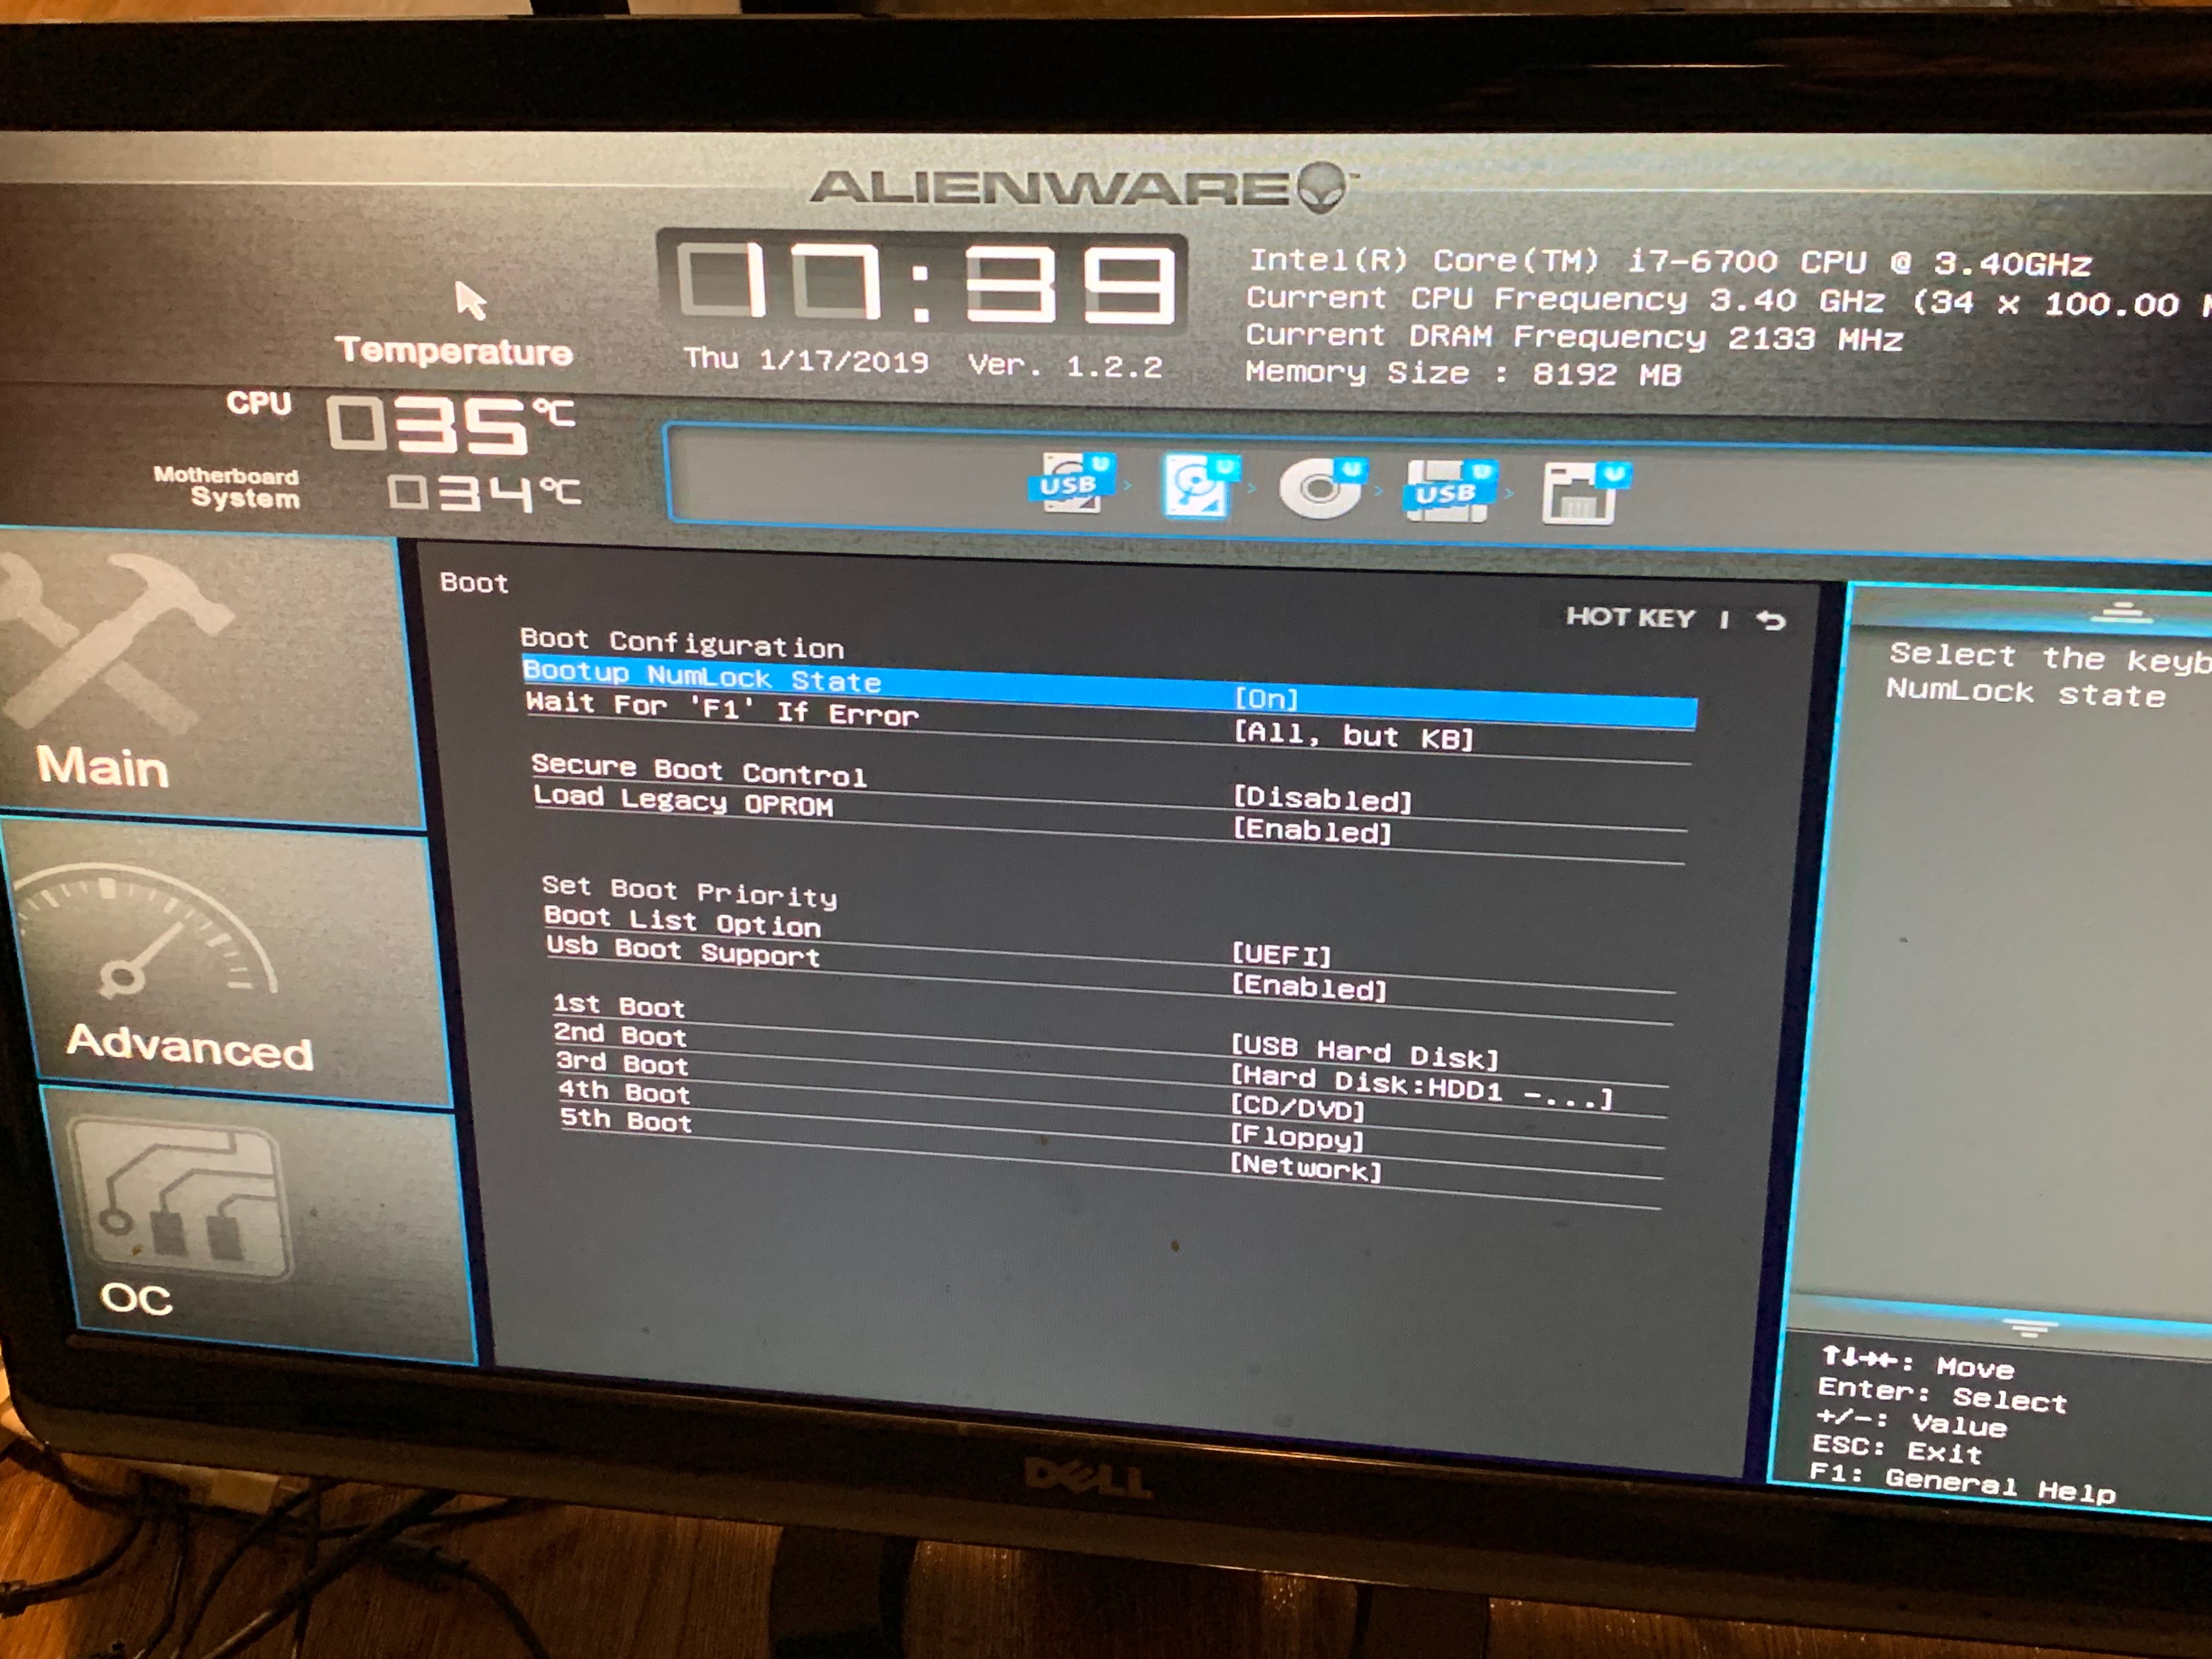 ALIENWARE
17:39
Thu 1/17/2019 Ver. 1.2.2
Intel(R) Core(TM) i7-6700 CPU @ 3.40GHz
Current CPU Frequency 3.40 GHz (34 x 100.00
Current DRAM Frequency 2133 MHz
Memory Size : 8192 MB
Temperature
CPU 035°C
Motherboard
System 034°C
USB U U U USB U U
Main
Advanced
OC
Boot
HOT KEY |
Boot Configuration
Bootup NumLock State [On]
Wait For 'F1' If Error [All, but KB]
Secure Boot Control [Disabled]
Load Legacy OPROM [Enabled]
Set Boot Priority
Boot List Option [UEFI]
Usb Boot Support [Enabled]
1st Boot [USB Hard Disk]
2nd Boot [Hard Disk:HDD1 -...]
3rd Boot [CD/DVD]
4th Boot [Floppy]
5th Boot [Network]
Select the keyb
NumLock state
↑↓→←: Move
Enter: Select
+/-: Value
ESC: Exit
F1: General Help
DELL